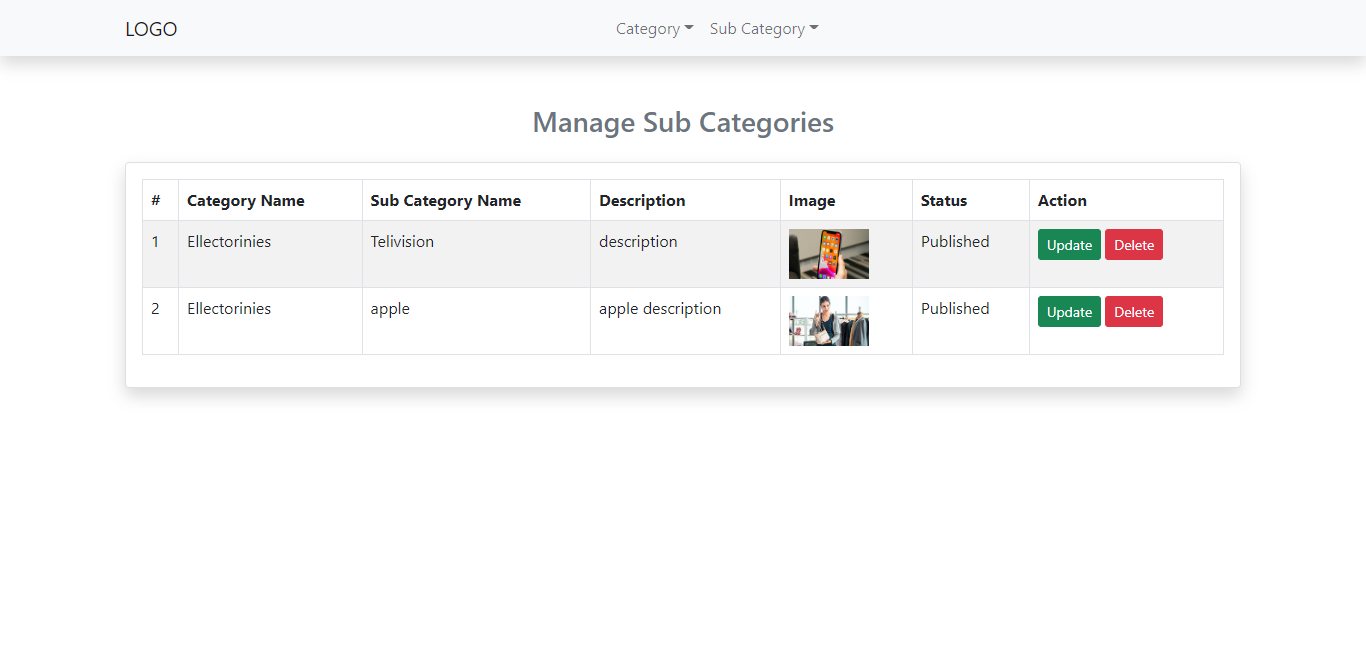 LOGO Category Sub Category
Manage Sub Categories
# Category Name Sub Category Name Description Image Status Action
1 Ellectorinies Telivision description Published Update Delete
2 Ellectorinies apple apple description Published Update Delete